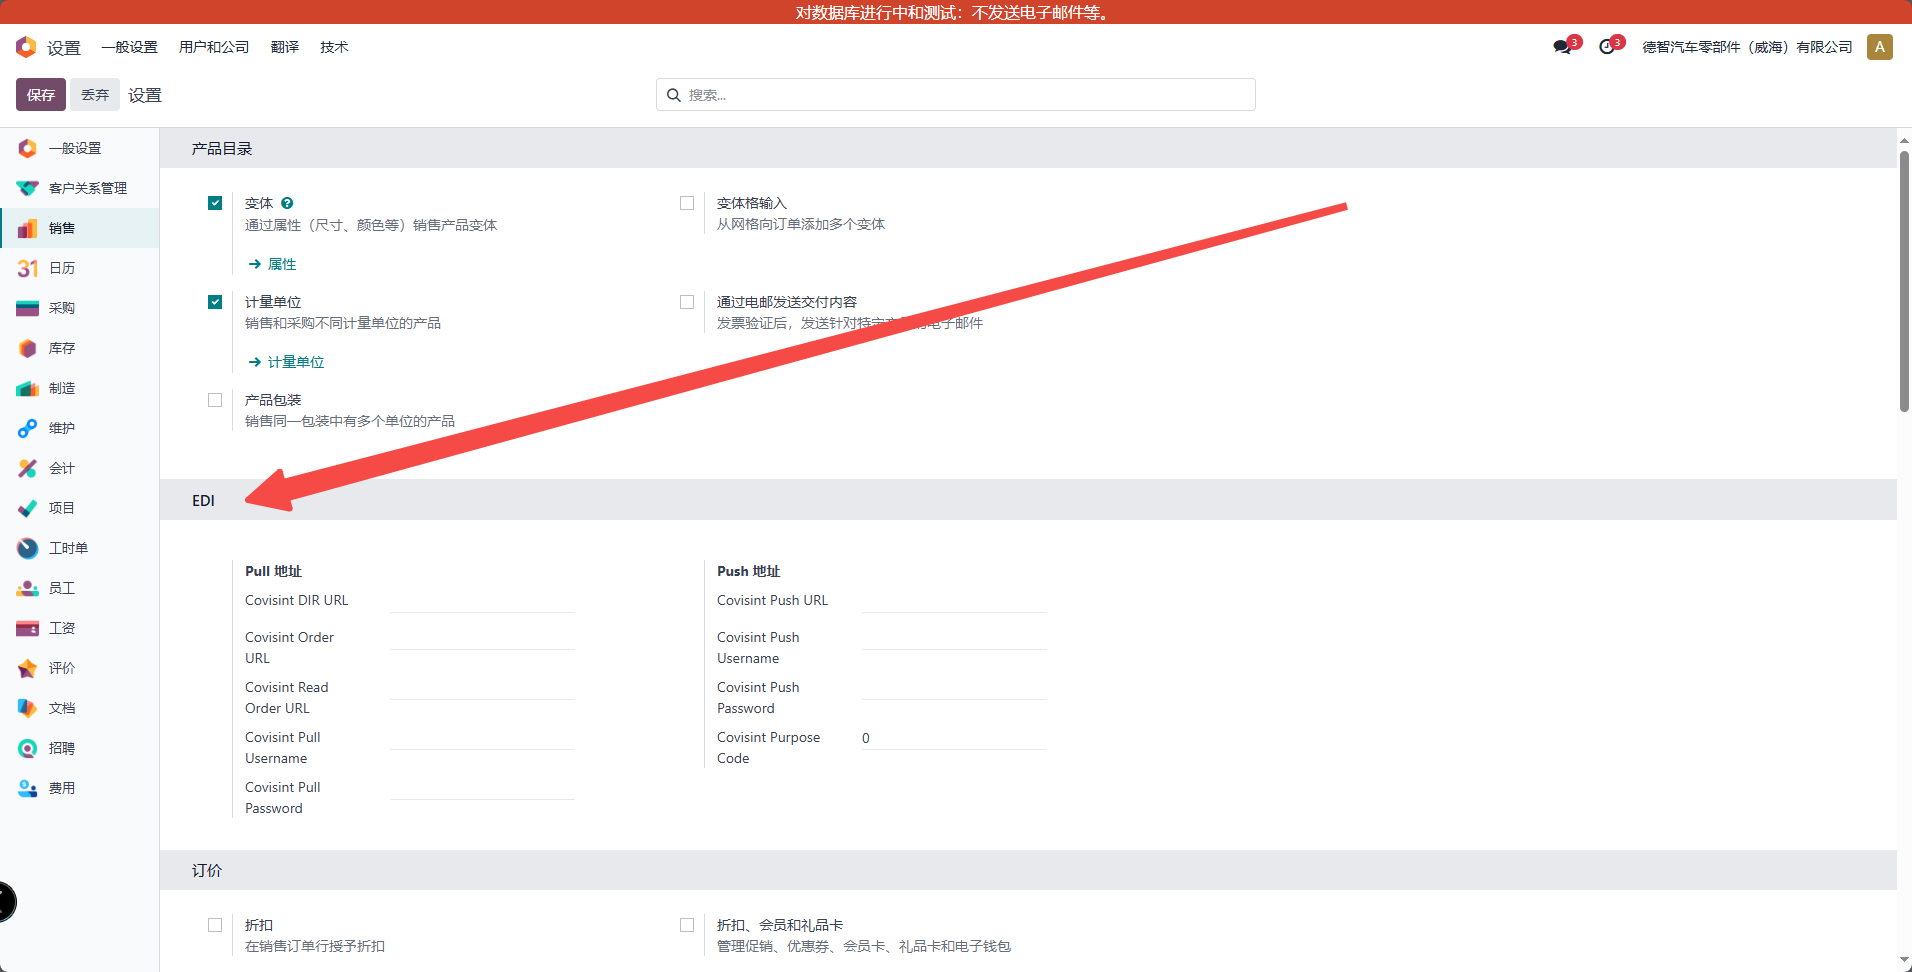 对数据库进行中和测试：不发送电子邮件等。
设置 一般设置 用户和公司 翻译 技术 3 3 德智汽车零部件（威海）有限公司 A
保存 丢弃 设置 搜索...
一般设置
客户关系管理
销售
日历
采购
库存
制造
维护
会计
项目
工时单
员工
工资
评价
文档
招聘
费用
产品目录
变体
通过属性（尺寸、颜色等）销售产品变体
属性
变体格输入
从网格向订单添加多个变体
计量单位
销售和采购不同计量单位的产品
计量单位
通过电邮发送交付内容
发票验证后，发送针对特定产品的电子邮件
产品包装
销售同一包装中有多个单位的产品
EDI
Pull 地址
Covisint DIR URL
Covisint Order
URL
Covisint Read
Order URL
Covisint Pull
Username
Covisint Pull
Password
Push 地址
Covisint Push URL
Covisint Push
Username
Covisint Push
Password
Covisint Purpose 0
Code
订价
折扣
在销售订单行授予折扣
折扣、会员和礼品卡
管理促销、优惠券、会员卡、礼品卡和电子钱包